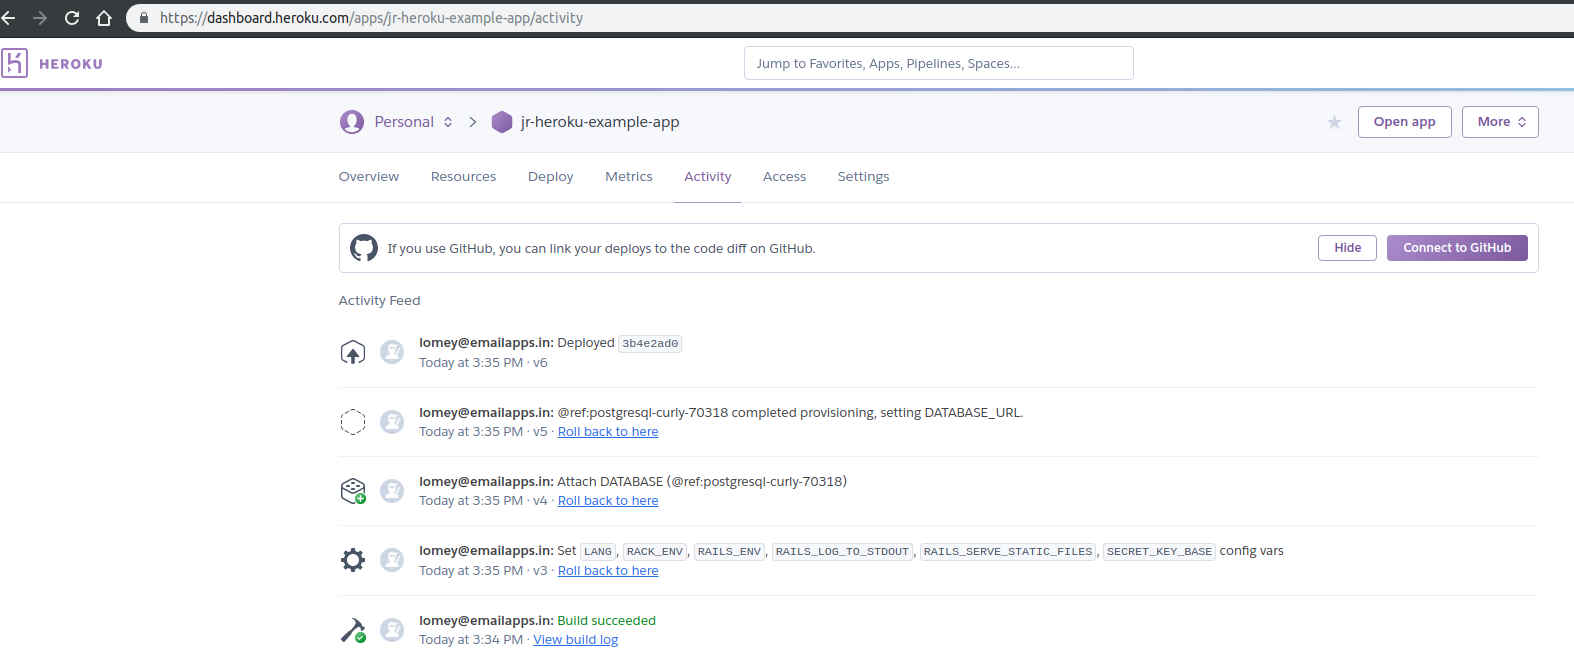 https://dashboard.heroku.com/apps/jr-heroku-example-app/activity
HEROKU
Jump to Favorites, Apps, Pipelines, Spaces...
Personal > jr-heroku-example-app
Open app
More
Overview Resources Deploy Metrics Activity Access Settings
If you use GitHub, you can link your deploys to the code diff on GitHub.
Hide
Connect to GitHub
Activity Feed
lomey@emailapps.in: Deployed 3b4e2ad0
Today at 3:35 PM · v6
lomey@emailapps.in: @ref:postgresql-curly-70318 completed provisioning, setting DATABASE_URL.
Today at 3:35 PM · v5 · Roll back to here
lomey@emailapps.in: Attach DATABASE (@ref:postgresql-curly-70318)
Today at 3:35 PM · v4 · Roll back to here
lomey@emailapps.in: Set LANG, RACK_ENV, RAILS_ENV, RAILS_LOG_TO_STDOUT, RAILS_SERVE_STATIC_FILES, SECRET_KEY_BASE config vars
Today at 3:35 PM · v3 · Roll back to here
lomey@emailapps.in: Build succeeded
Today at 3:34 PM · View build log